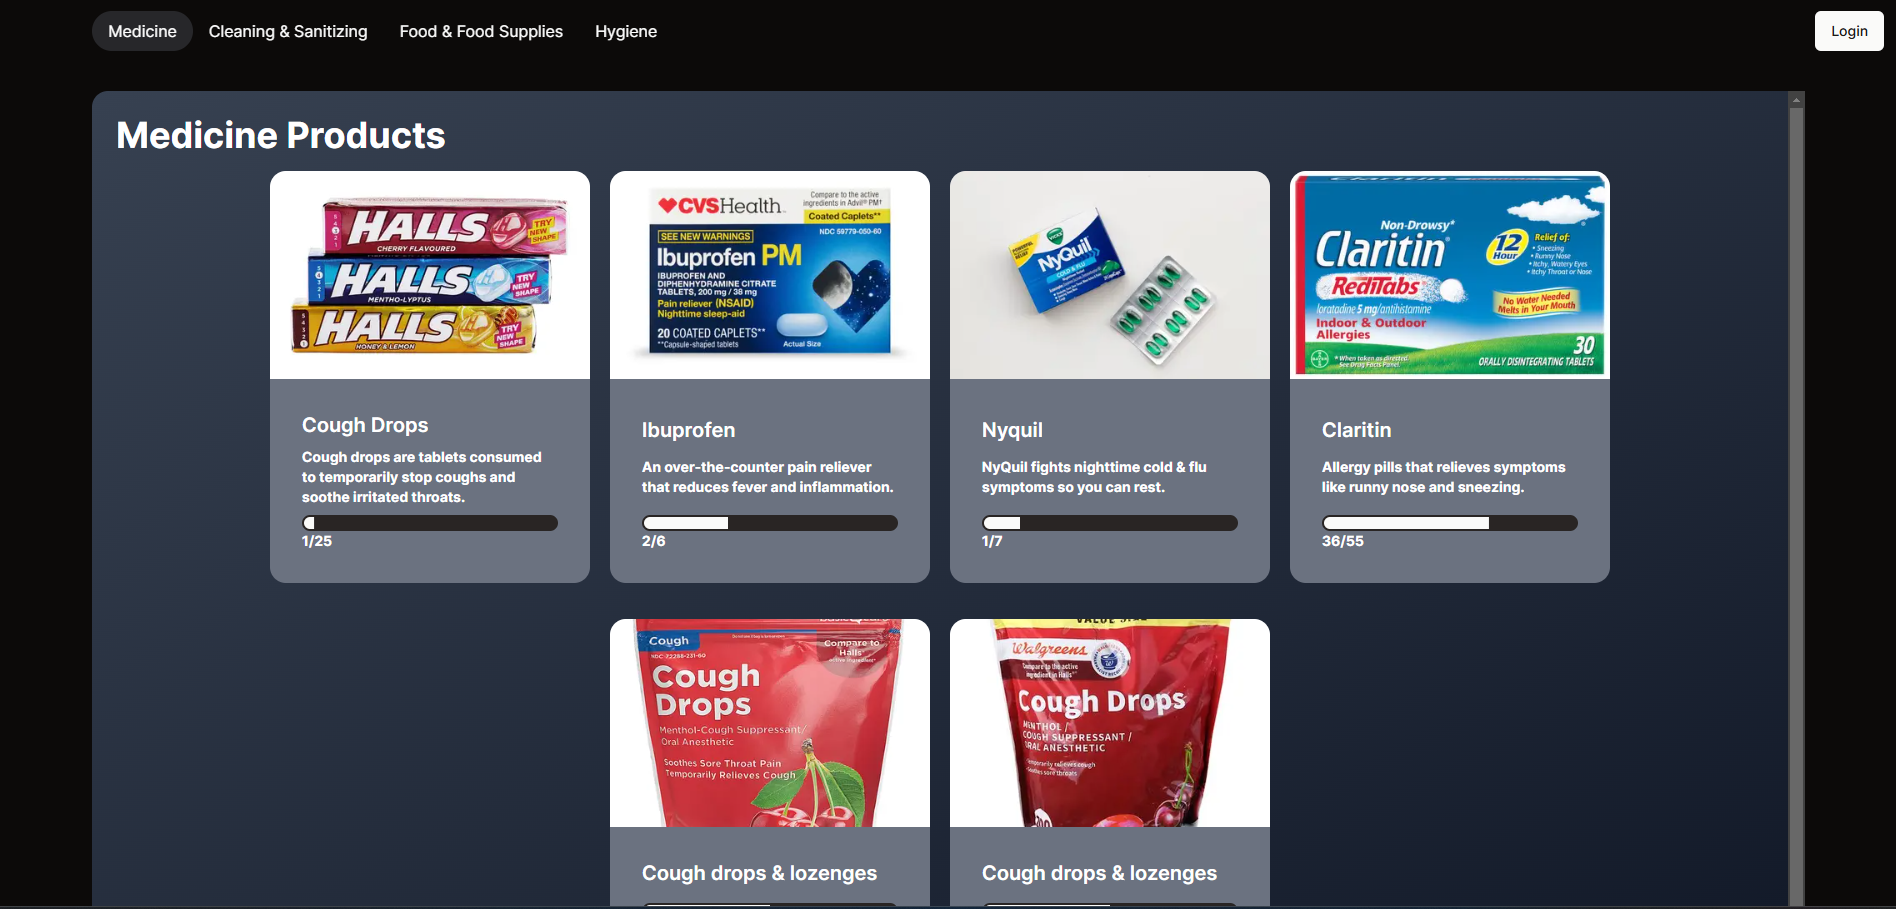 Medicine
Cleaning & Sanitizing
Food & Food Supplies
Hygiene
Login
Medicine Products
HALLS
CHERRY FLAVOURED
TRY
NEW
SHAPE
HALLS
MENTHO-LYPTUS
TRY
NEW
SHAPE
HALLS
HONEY & LEMON
TRY
NEW
SHAPE
CVSHealth
Compare to the active
ingredients in Advil® PM†
Coated Caplets**
SEE NEW WARNINGS
NDC 59779-050-60
Ibuprofen PM
IBUPROFEN AND
DIPHENHYDRAMINE CITRATE
TABLETS, 200 mg / 38 mg
Pain reliever (NSAID)
Nighttime sleep-aid
20 COATED CAPLETS**
**Capsule-shaped tablets
Actual Size
VICKS
NyQuil
COLD & FLU
Claritin
Non-Drowsy*
Claritin®
12
Hour
Relief of:
• Sneezing
• Runny Nose
• Itchy, Watery Eyes
• Itchy Throat or Nose
RediTabs
loratadine 5 mg/antihistamine
No Water Needed
Melts in Your Mouth
Indoor & Outdoor
Allergies
*When taken as directed.
See Drug Facts Panel.
30
ORALLY DISINTEGRATING TABLETS
Cough Drops
Cough drops are tablets consumed
to temporarily stop coughs and
soothe irritated throats.
1/25
Ibuprofen
An over-the-counter pain reliever
that reduces fever and inflammation.
2/6
Nyquil
NyQuil fights nighttime cold & flu
symptoms so you can rest.
1/7
Claritin
Allergy pills that relieves symptoms
like runny nose and sneezing.
36/55
Cough
Compare to
Halls
active ingredient*
Cough
Drops
Menthol-Cough Suppressant/
Oral Anesthetic
Soothes Sore Throat Pain
Temporarily Relieves Cough
Walgreens
Compare to the active
ingredient in Halls
Cough Drops
MENTHOL /
COUGH SUPPRESSANT /
ORAL ANESTHETIC
• Temporarily relieves cough
• Soothes sore throats
Cough drops & lozenges
Cough drops & lozenges